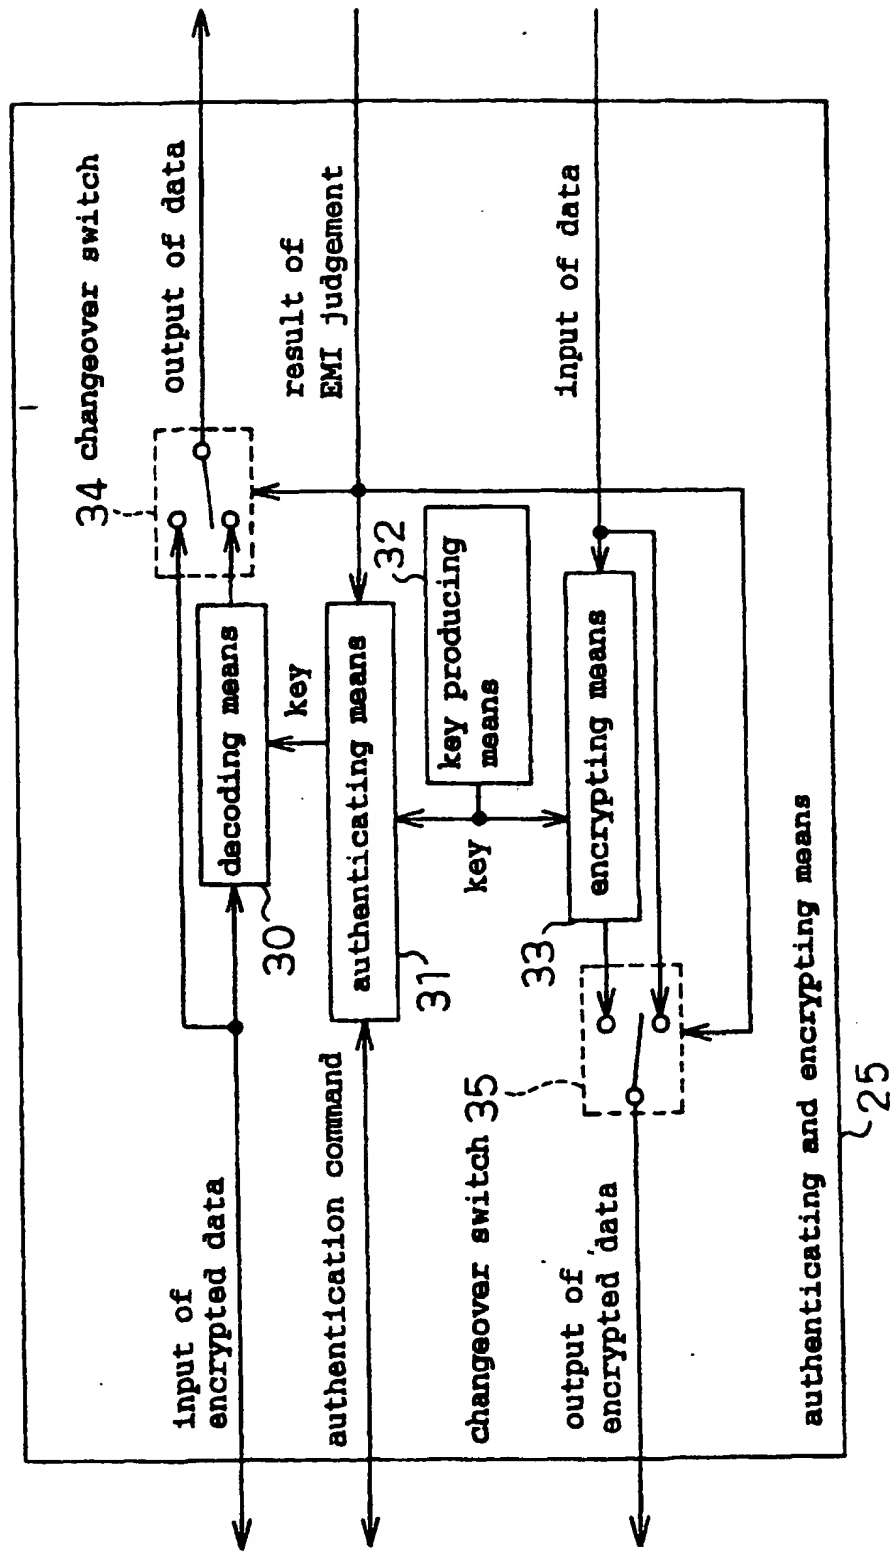 34 changeover switch
output of data
result of
EMI judgement
input of data
input of
encrypted data
30
decoding means
key
authentication command
31
authenticating means
32
key producing
means
key
changeover switch 35
33
encrypting means
output of
encrypted data
authenticating and encrypting means
25